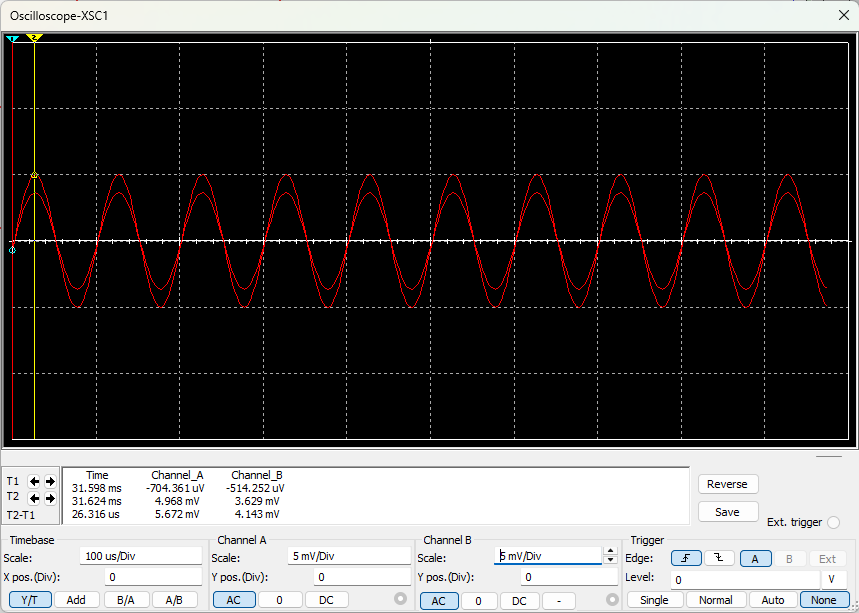 Oscilloscope-XSC1
1 2
Time Channel_A Channel_B
T1 31.598 ms -704.361 uV -514.252 uV
T2 31.624 ms 4.968 mV 3.629 mV
T2-T1 26.316 us 5.672 mV 4.143 mV
Reverse
Save
Ext. trigger
Timebase Channel A Channel B Trigger
Scale: 100 us/Div Scale: 5 mV/Div Scale: 5 mV/Div Edge: A B Ext
X pos.(Div): 0 Y pos.(Div): 0 Y pos.(Div): 0 Level: 0 V
Y/T Add B/A A/B AC 0 DC AC 0 DC - Single Normal Auto None